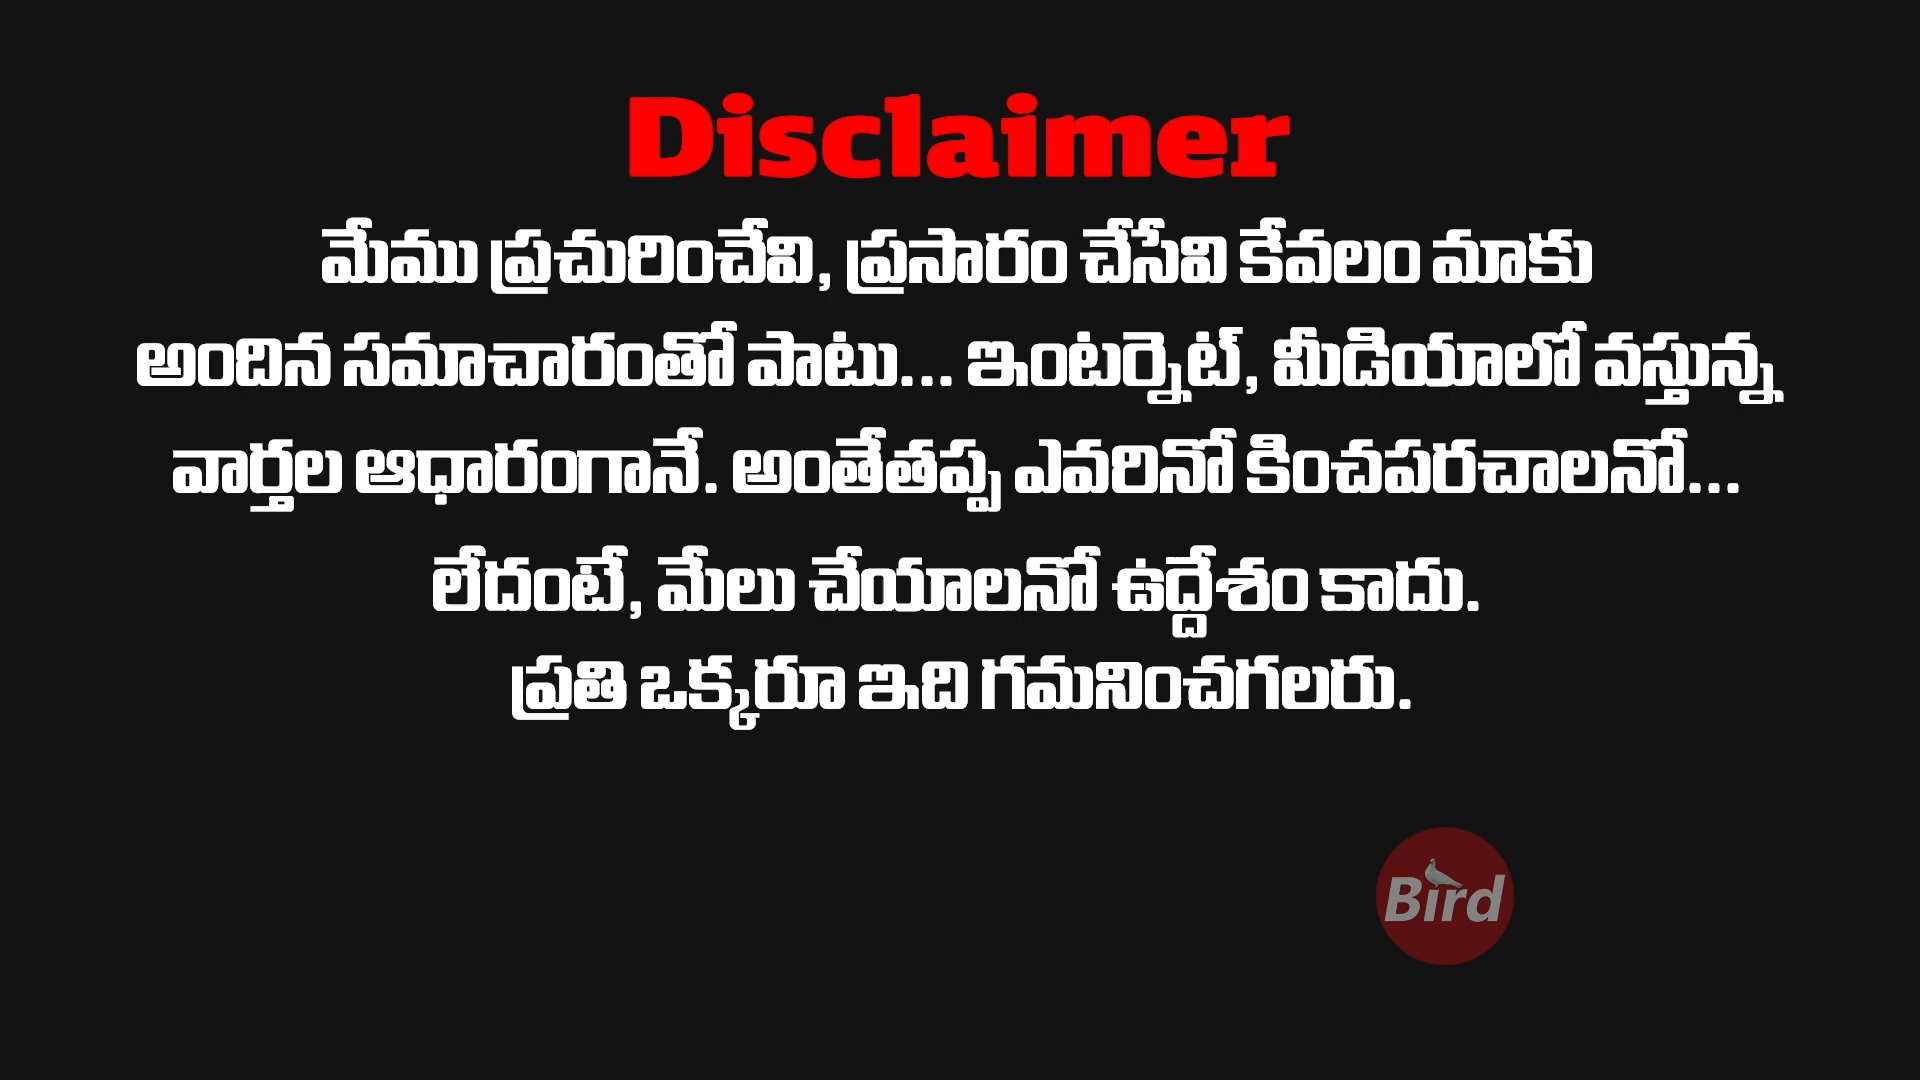 Disclaimer
మేము ప్రచురించేవి, ప్రసారం చేసేవి కేవలం మాకు
అందిన సమాచారంతో పాటు... ఇంటర్నెట్, మీడియాలో వస్తున్న
వార్తల ఆధారంగానే. అంతేతప్ప ఎవరినో కించపరచాలనో...
లేదంటే, మేలు చేయాలనో ఉద్దేశం కాదు.
ప్రతి ఒక్కరూ ఇది గమనించగలరు.
Bird